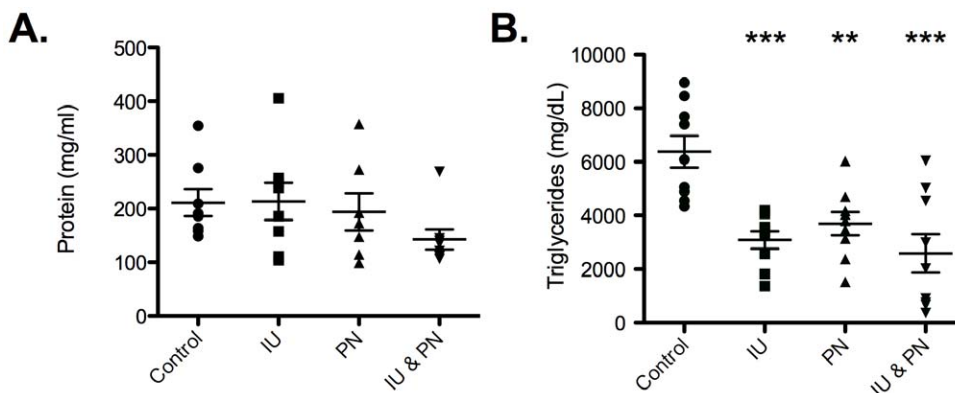 A.
Protein (mg/ml)
500
400
300
200
100
0
Control
IU
PN
IU & PN
B.
*** ** ***
Triglycerides (mg/dL)
10000
8000
6000
4000
2000
0
Control
IU
PN
IU & PN